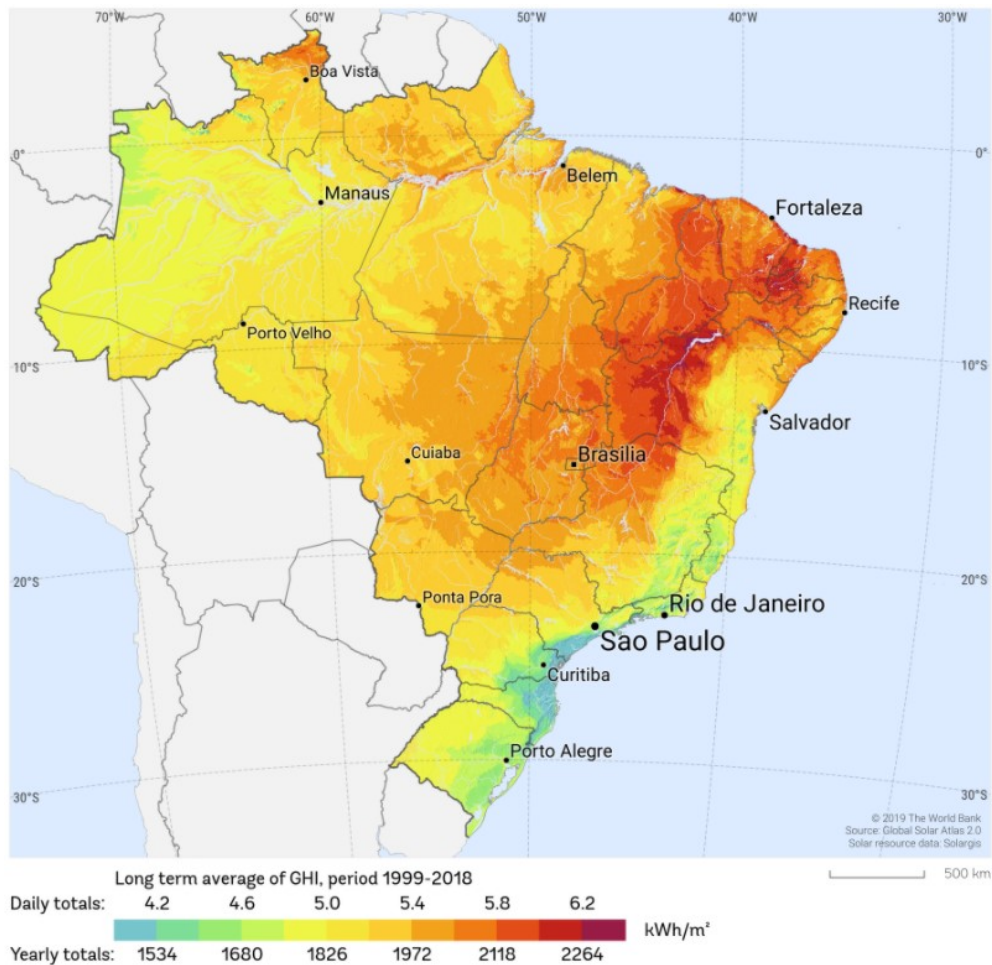 70°W 60°W 50°W 40°W 30°W
Boa Vista
0° 0°
Belem
Manaus
Fortaleza
Recife
Porto Velho
10°S 10°S
Salvador
Cuiaba
Brasilia
20°S 20°S
Ponta Pora
Rio de Janeiro
Sao Paulo
Curitiba
Porto Alegre
30°S 30°S
© 2019 The World Bank
Source: Global Solar Atlas 2.0
Solar resource data: Solargis
500 km
Long term average of GHI, period 1999-2018
Daily totals: 4.2 4.6 5.0 5.4 5.8 6.2
kWh/m²
Yearly totals: 1534 1680 1826 1972 2118 2264